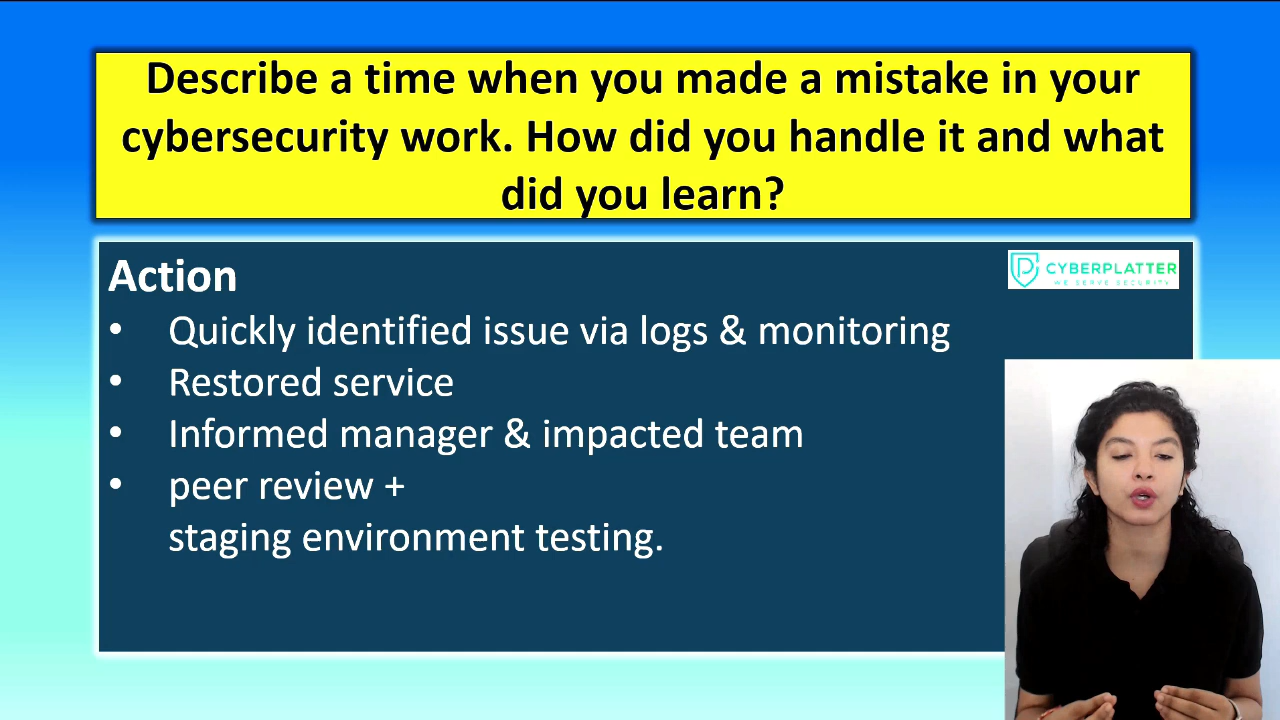 Describe a time when you made a mistake in your
cybersecurity work. How did you handle it and what
did you learn?
Action
CYBERPLATTER
WE SERVE SECURITY
• Quickly identified issue via logs & monitoring
• Restored service
• Informed manager & impacted team
• peer review +
staging environment testing.